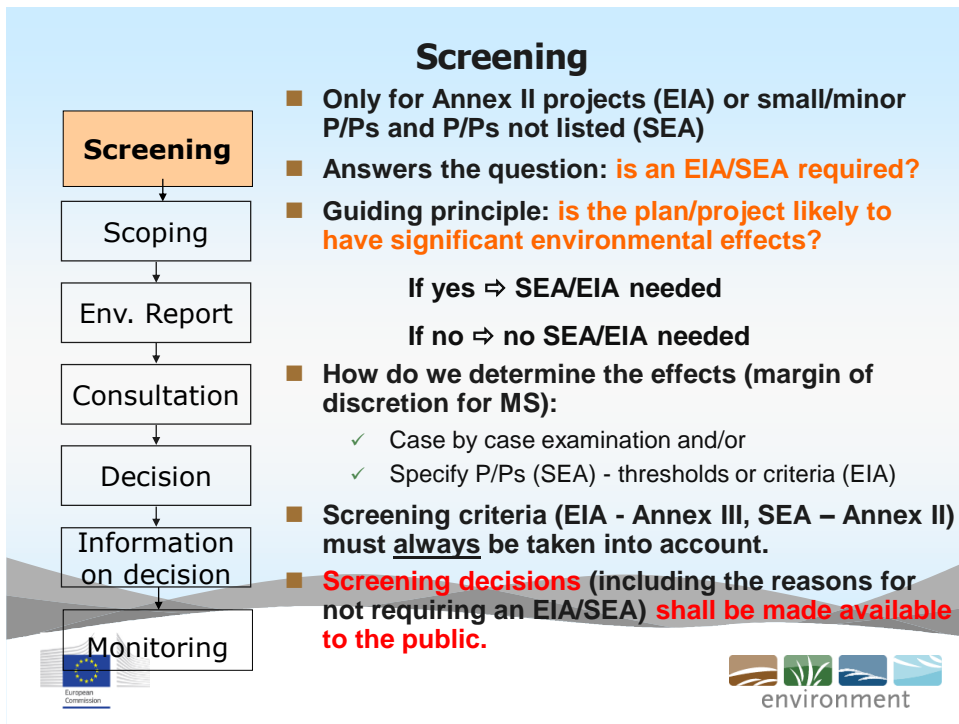 Screening
Screening
Scoping
Env. Report
Consultation
Decision
Information
on decision
Monitoring
Only for Annex II projects (EIA) or small/minor
P/Ps and P/Ps not listed (SEA)
Answers the question: is an EIA/SEA required?
Guiding principle: is the plan/project likely to
have significant environmental effects?
If yes ⇨ SEA/EIA needed
If no ⇨ no SEA/EIA needed
How do we determine the effects (margin of
discretion for MS):
✓ Case by case examination and/or
✓ Specify P/Ps (SEA) - thresholds or criteria (EIA)
Screening criteria (EIA - Annex III, SEA – Annex II)
must always be taken into account.
Screening decisions (including the reasons for
not requiring an EIA/SEA) shall be made available
to the public.
European
Commission
environment